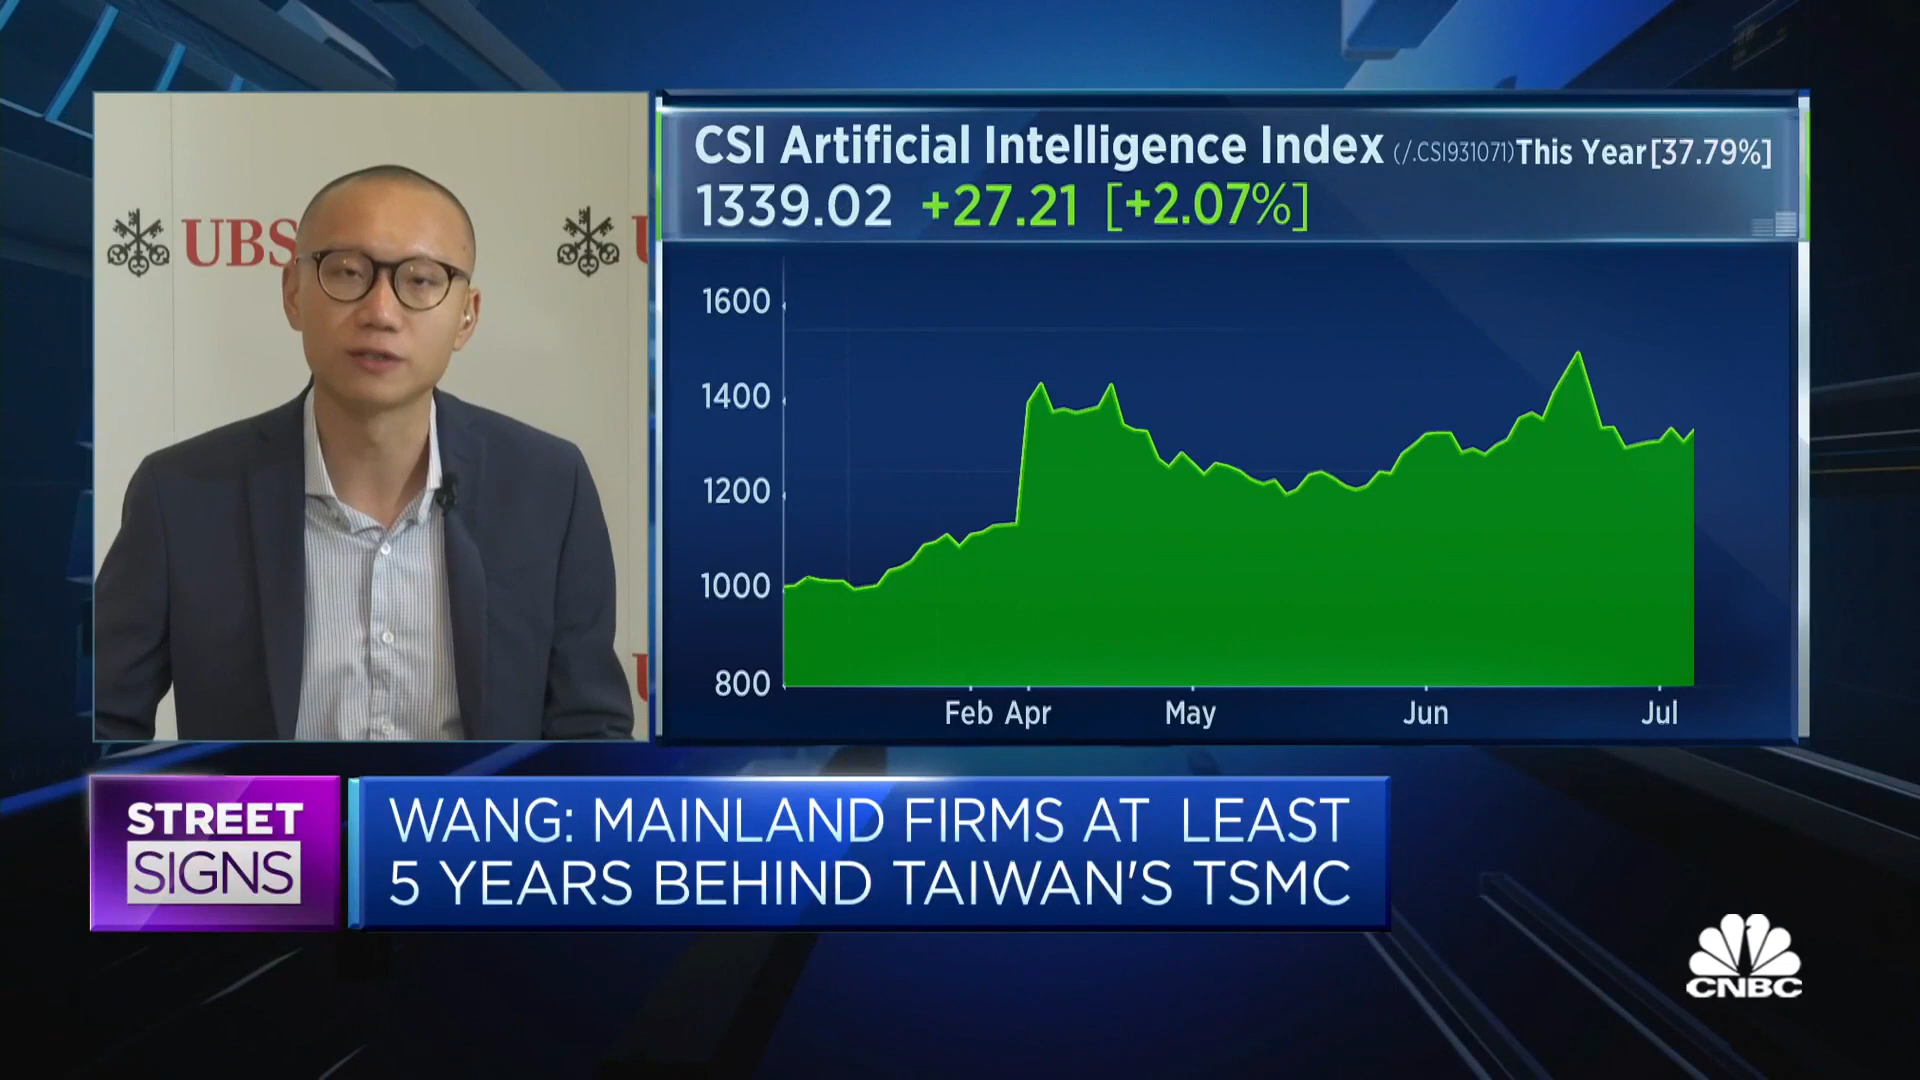 UBS
CSI Artificial Intelligence Index (/.CSI931071) This Year [37.79%]
1339.02 +27.21 [+2.07%]
1600
1400
1200
1000
800
Feb Apr May Jun Jul
STREET
SIGNS
WANG: MAINLAND FIRMS AT LEAST
5 YEARS BEHIND TAIWAN'S TSMC
CNBC